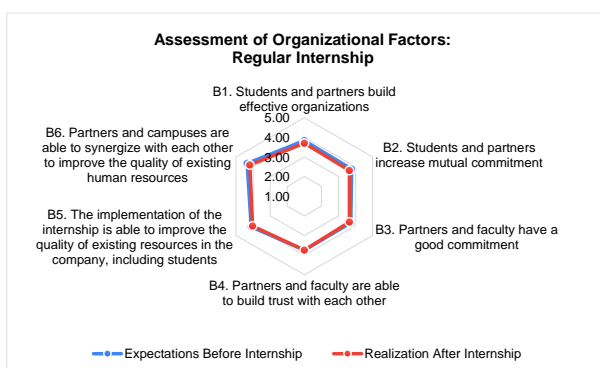 Assessment of Organizational Factors:
Regular Internship
B1. Students and partners build
effective organizations
5.00
4.00
3.00
2.00
1.00
B2. Students and partners
increase mutual commitment
B3. Partners and faculty have a
good commitment
B4. Partners and faculty are able
to build trust with each other
B5. The implementation of the
internship is able to improve the
quality of existing resources in the
company, including students
B6. Partners and campuses are
able to synergize with each other
to improve the quality of existing
human resources
Expectations Before Internship
Realization After Internship